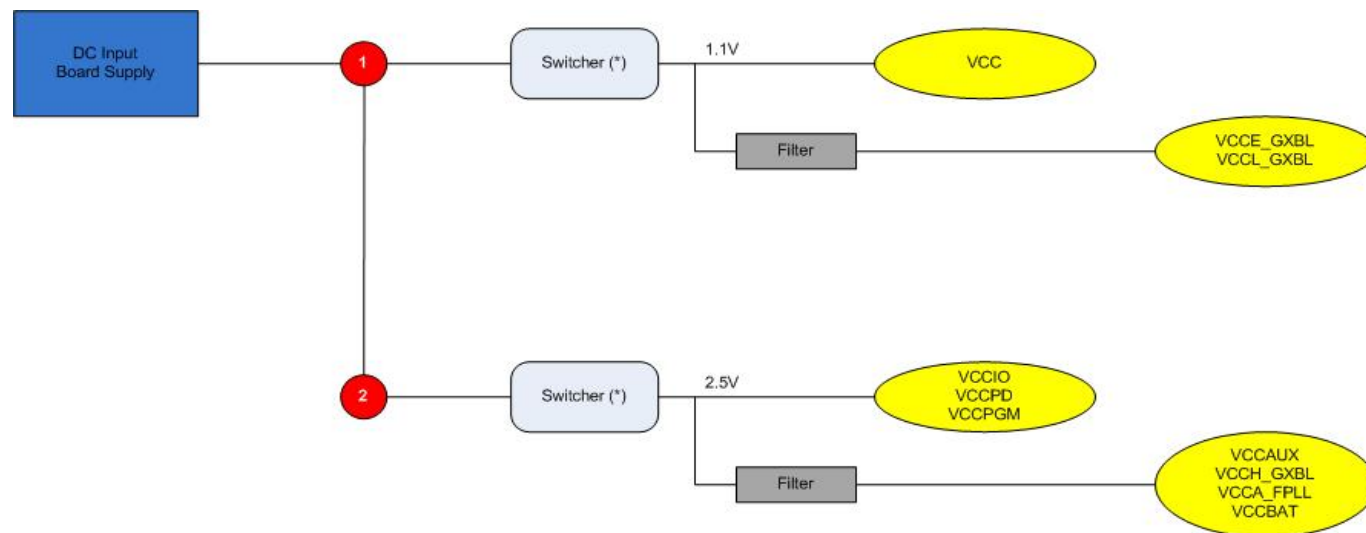 DC Input
Board Supply
1
Switcher (*)
1.1V
VCC
Filter
VCCE_GXBL
VCCL_GXBL
2
Switcher (*)
2.5V
VCCIO
VCCPD
VCCPGM
Filter
VCCAUX
VCCH_GXBL
VCCA_FPLL
VCCBAT